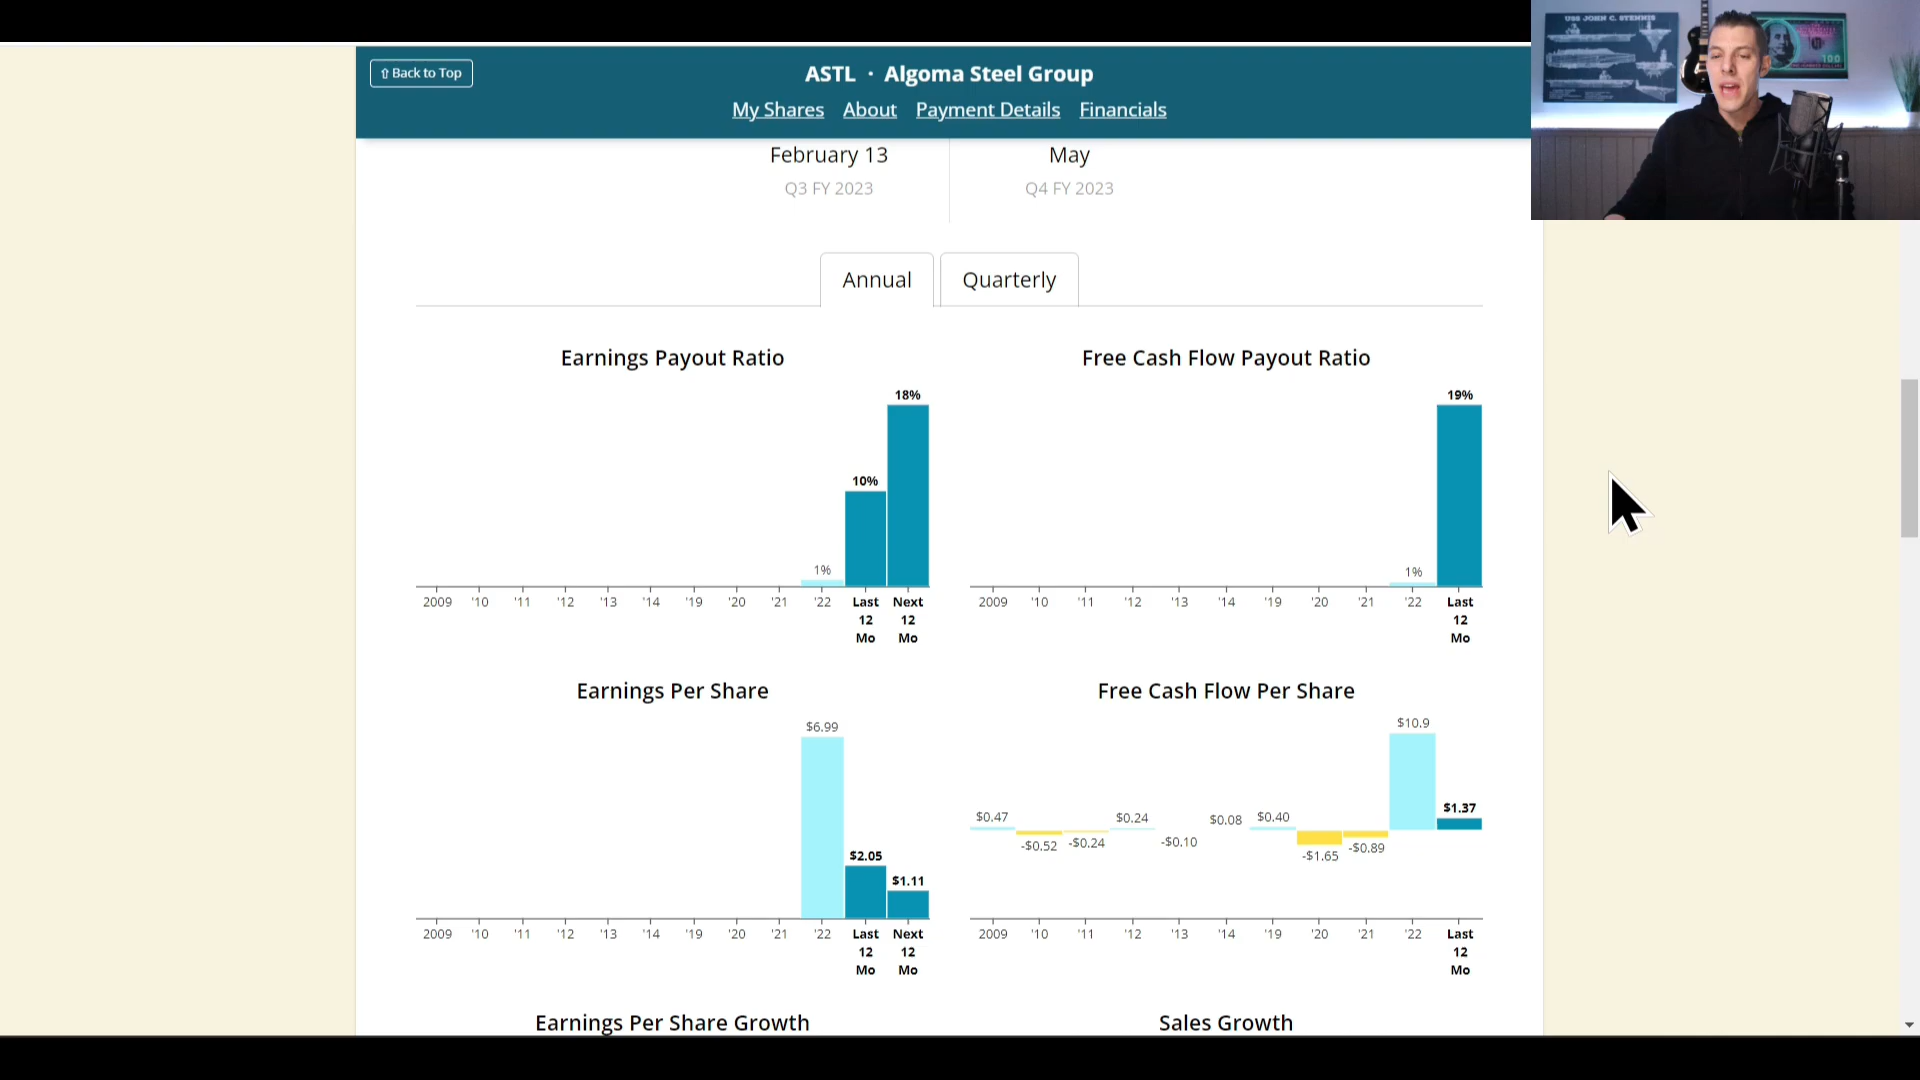 USS JOHN C. STENNIS
100
⇧ Back to Top
ASTL · Algoma Steel Group
My Shares About Payment Details Financials
February 13 May
Q3 FY 2023 Q4 FY 2023
Annual Quarterly
Earnings Payout Ratio
18%
10%
1%
2009 '10 '11 '12 '13 '14 '19 '20 '21 '22 Last Next
12 12
Mo Mo
Free Cash Flow Payout Ratio
19%
1%
2009 '10 '11 '12 '13 '14 '19 '20 '21 '22 Last
12
Mo
Earnings Per Share
$6.99
$2.05
$1.11
2009 '10 '11 '12 '13 '14 '19 '20 '21 '22 Last Next
12 12
Mo Mo
Free Cash Flow Per Share
$10.9
$1.37
$0.47 $0.24 $0.08 $0.40
-$0.52 -$0.24 -$0.10 -$1.65 -$0.89
2009 '10 '11 '12 '13 '14 '19 '20 '21 '22 Last
12
Mo
Earnings Per Share Growth
Sales Growth